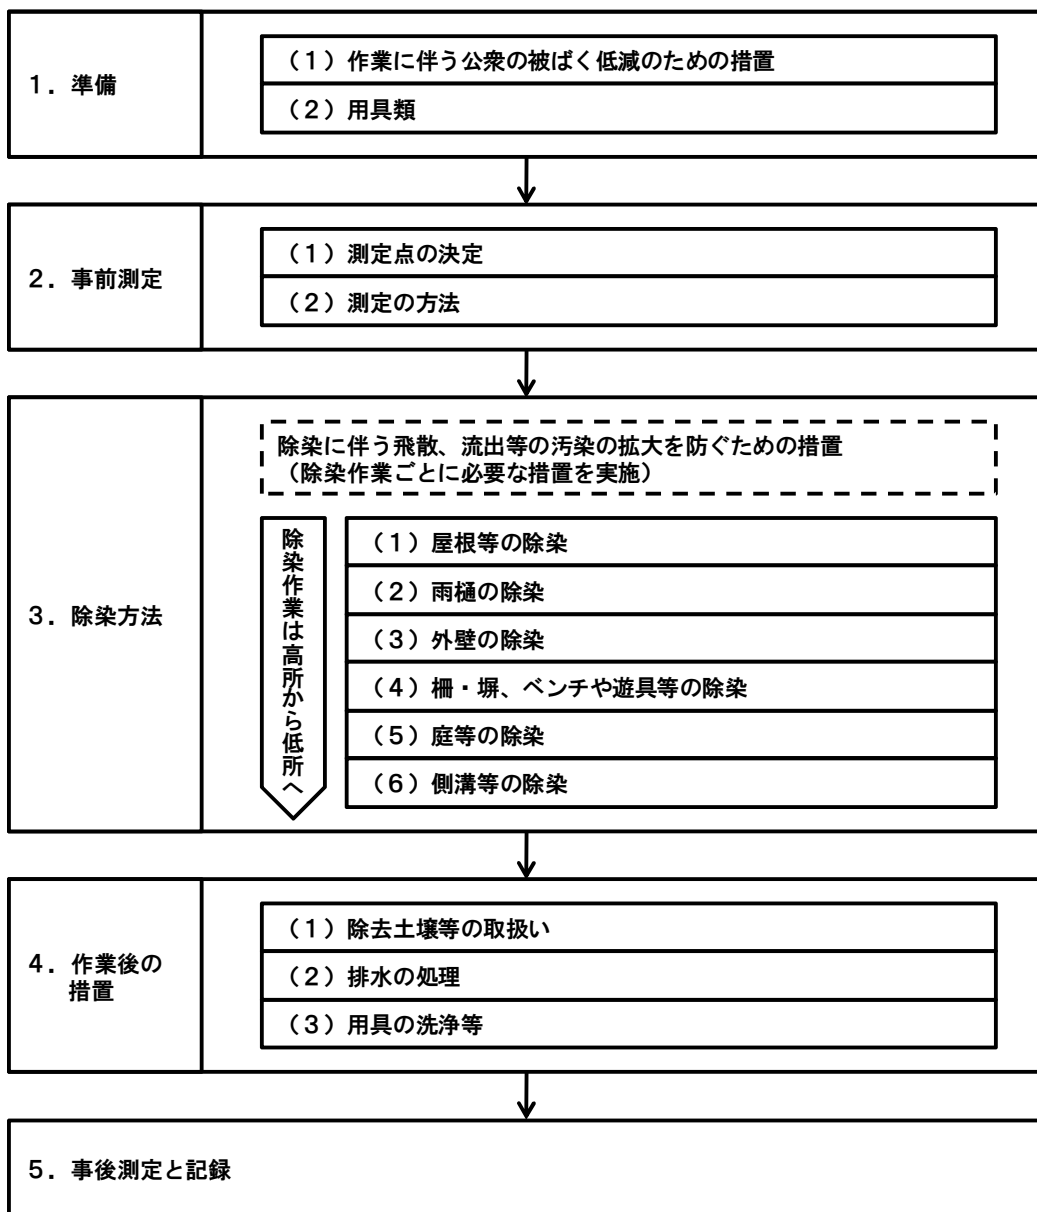 1．準備
（1）作業に伴う公衆の被ばく低減のための措置
（2）用具類
2．事前測定
（1）測定点の決定
（2）測定の方法
3．除染方法
除染に伴う飛散、流出等の汚染の拡大を防ぐための措置
（除染作業ごとに必要な措置を実施）
除染作業は高所から低所へ
（1）屋根等の除染
（2）雨樋の除染
（3）外壁の除染
（4）柵・塀、ベンチや遊具等の除染
（5）庭等の除染
（6）側溝等の除染
4．作業後の
措置
（1）除去土壌等の取扱い
（2）排水の処理
（3）用具の洗浄等
5．事後測定と記録